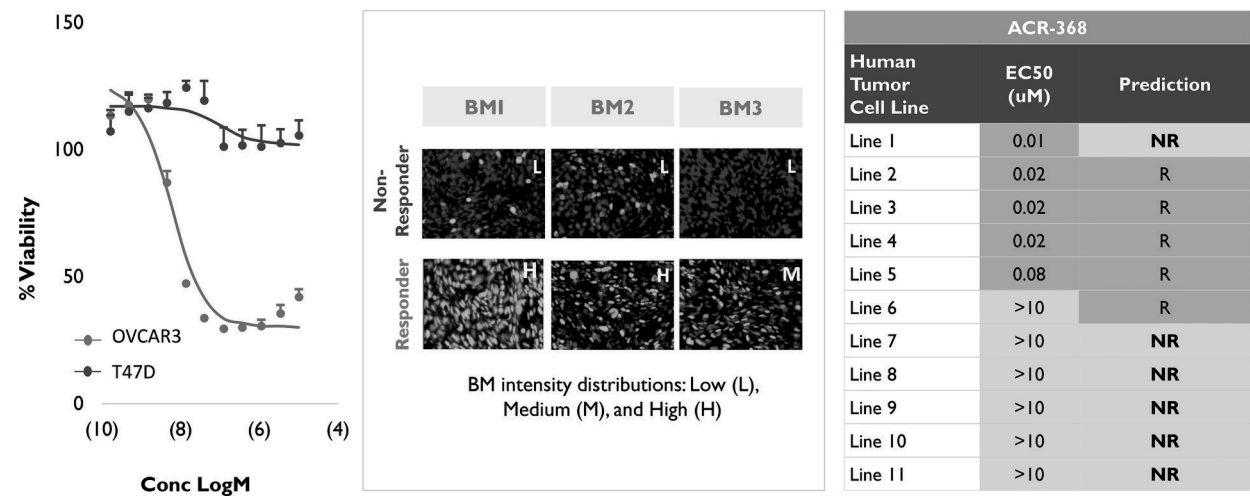 150
100
50
0
% Viability
OVCAR3
T47D
(10) (8) (6) (4)
Conc LogM
BM1 BM2 BM3
Non-
Responder
L L L
Responder
H H M
BM intensity distributions: Low (L),
Medium (M), and High (H)
ACR-368
Human
Tumor
Cell Line
EC50
(uM)
Prediction
Line 1 0.01 NR
Line 2 0.02 R
Line 3 0.02 R
Line 4 0.02 R
Line 5 0.08 R
Line 6 >10 R
Line 7 >10 NR
Line 8 >10 NR
Line 9 >10 NR
Line 10 >10 NR
Line 11 >10 NR